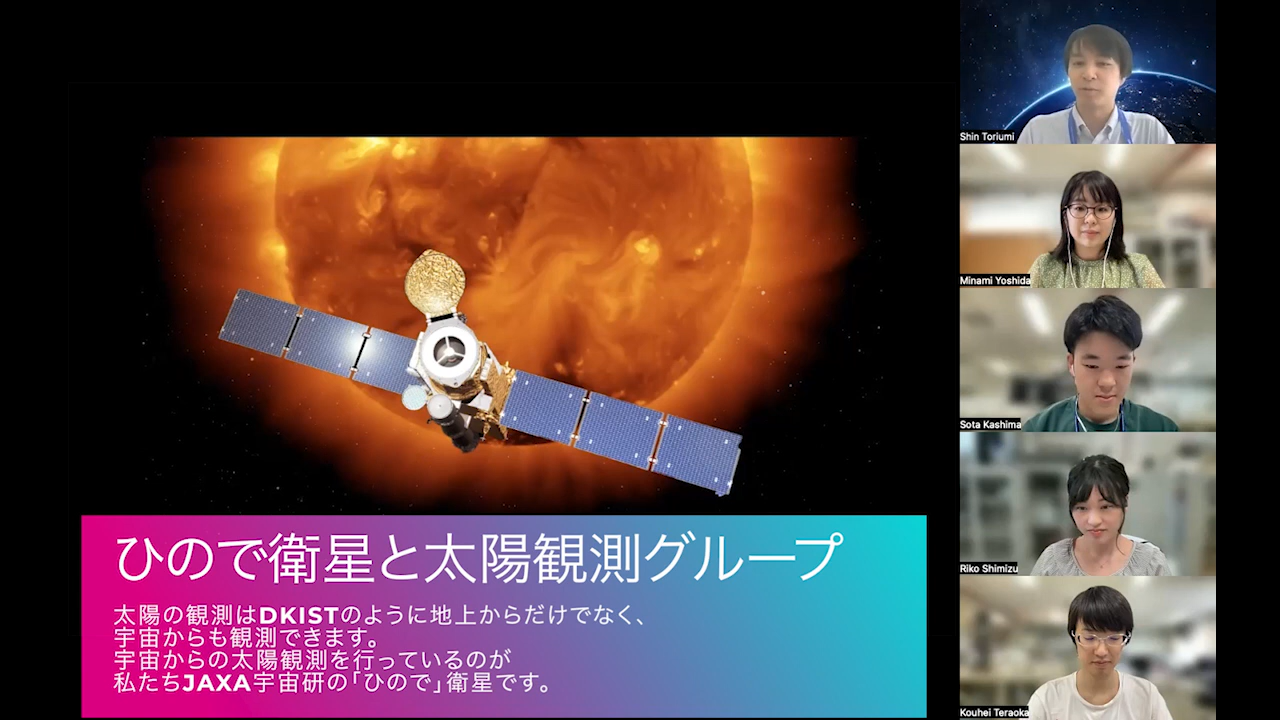 ひので衛星と太陽観測グループ
太陽の観測はDKISTのように地上からだけでなく、
宇宙からも観測できます。
宇宙からの太陽観測を行っているのが
私たちJAXA宇宙研の「ひので」衛星です。
Shin Toriumi
Minami Yoshida
Sota Kashima
Riko Shimizu
Kouhei Teraoka